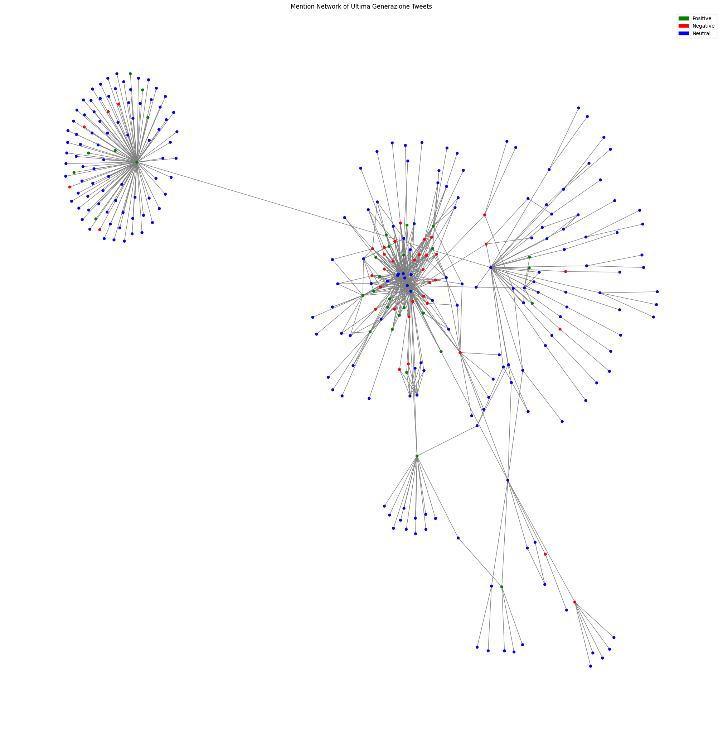 Mention Network of Ultima Generazione Tweets
Positive
Negative
Neutral